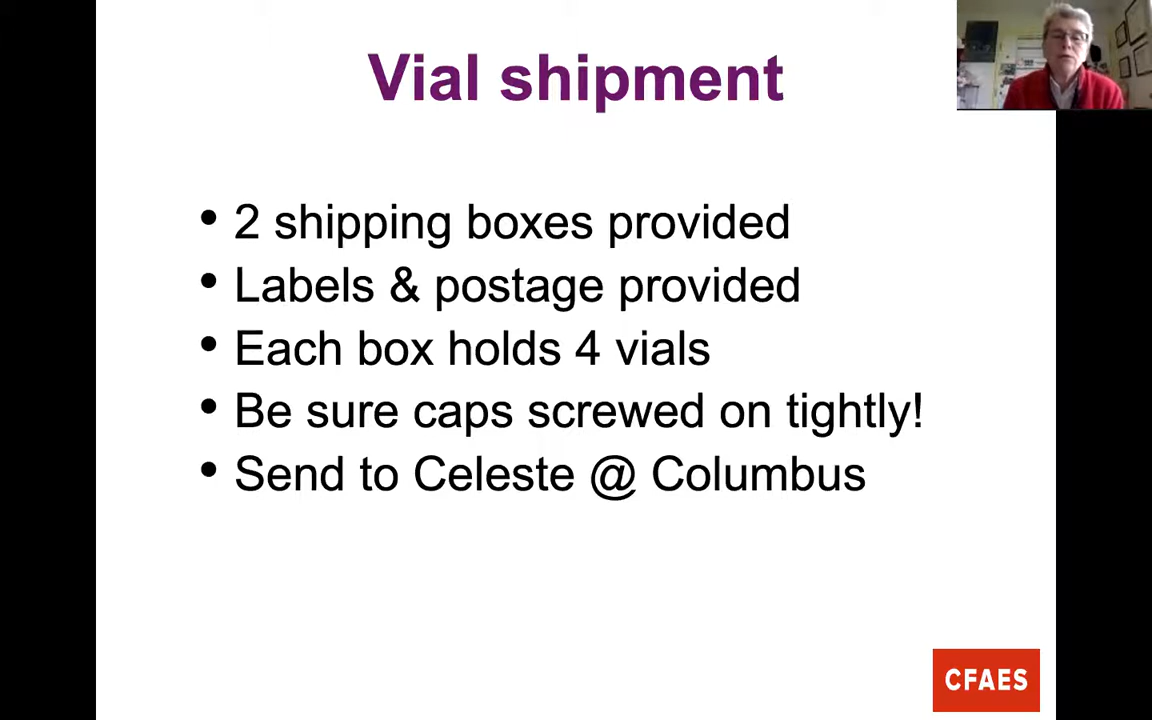 Vial shipment
• 2 shipping boxes provided
• Labels & postage provided
• Each box holds 4 vials
• Be sure caps screwed on tightly!
• Send to Celeste @ Columbus
CFAES